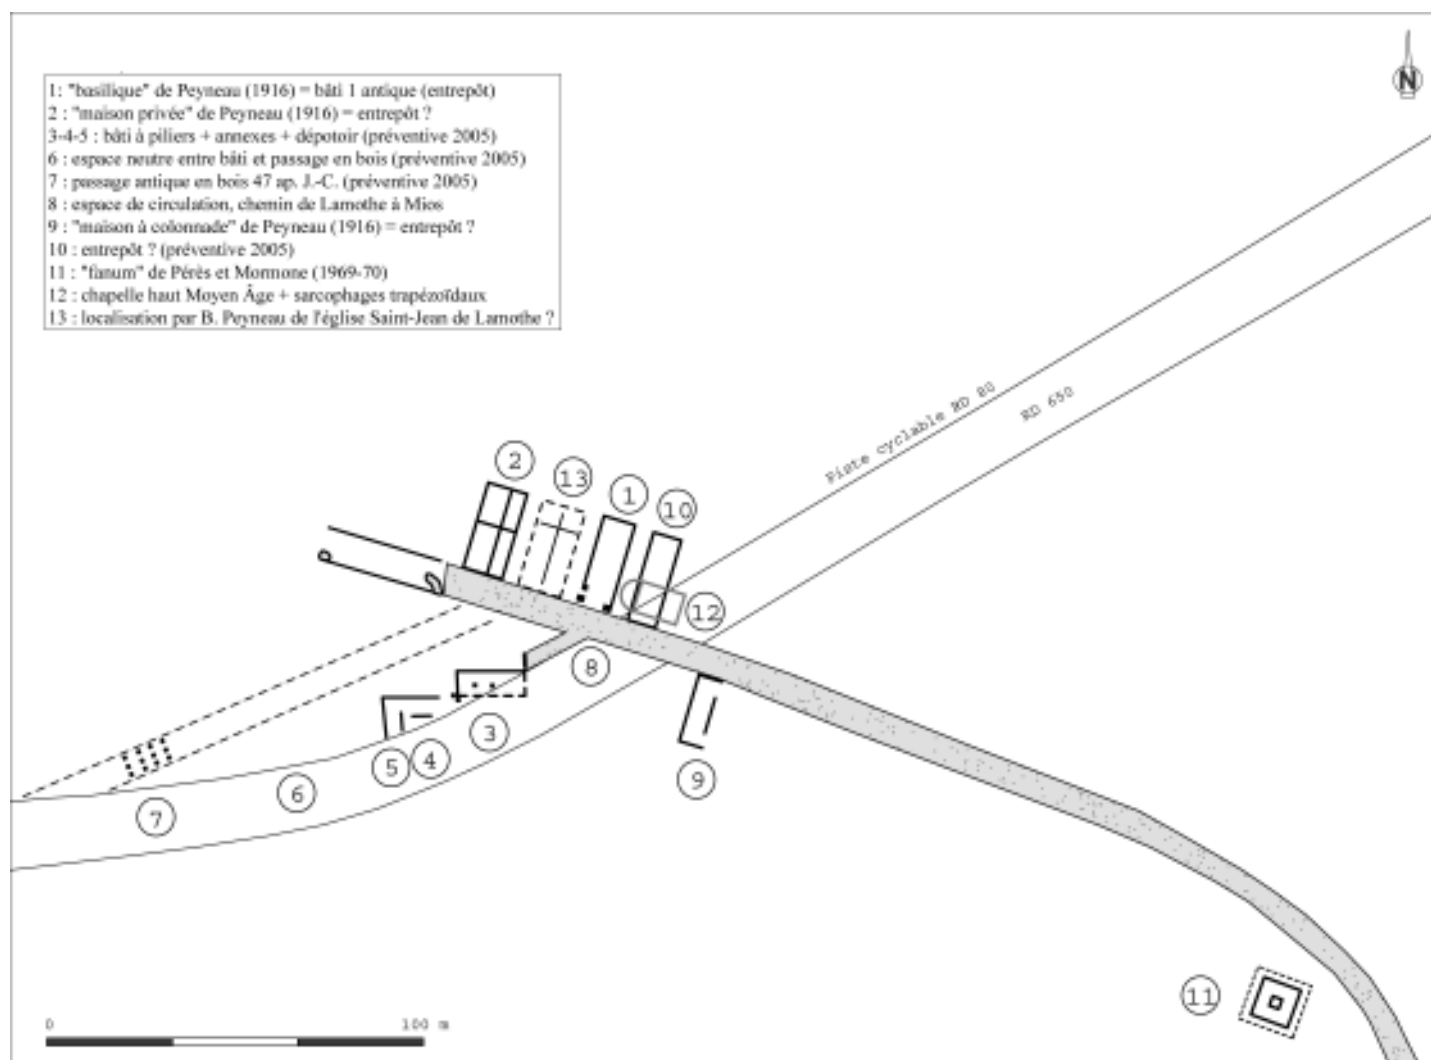 N
1: "basilique" de Peyneau (1916) = bâti 1 antique (entrepôt)
2 : "maison privée" de Peyneau (1916) = entrepôt ?
3-4-5 : bâti à piliers + annexes + dépotoir (préventive 2005)
6 : espace neutre entre bâti et passage en bois (préventive 2005)
7 : passage antique en bois 47 ap. J.-C. (préventive 2005)
8 : espace de circulation, chemin de Lamothe à Mios
9 : "maison à colonnade" de Peyneau (1916) = entrepôt ?
10 : entrepôt ? (préventive 2005)
11 : "fanum" de Pérès et Mormone (1969-70)
12 : chapelle haut Moyen Âge + sarcophages trapézoïdaux
13 : localisation par B. Peyneau de l'église Saint-Jean de Lamothe ?
Piste cyclable RD 80
RD 650
2
13
1
10
12
8
3
4
5
9
6
7
11
0 100 m